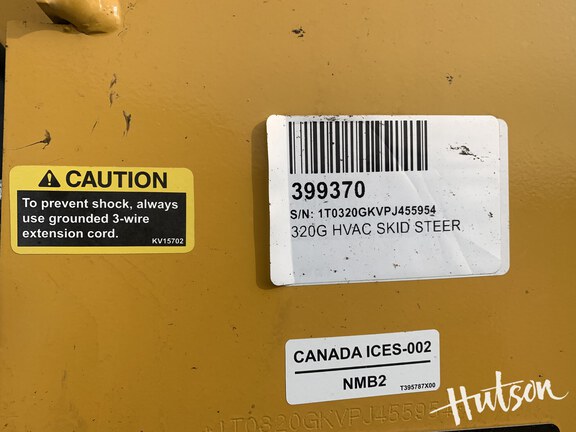 CAUTION
To prevent shock, always
use grounded 3-wire
extension cord.
KV15702
399370
S/N: 1T0320GKVPJ455954
320G HVAC SKID STEER
CANADA ICES-002
NMB2
T395787X00
Hutson
1T0320GKVPJ455954